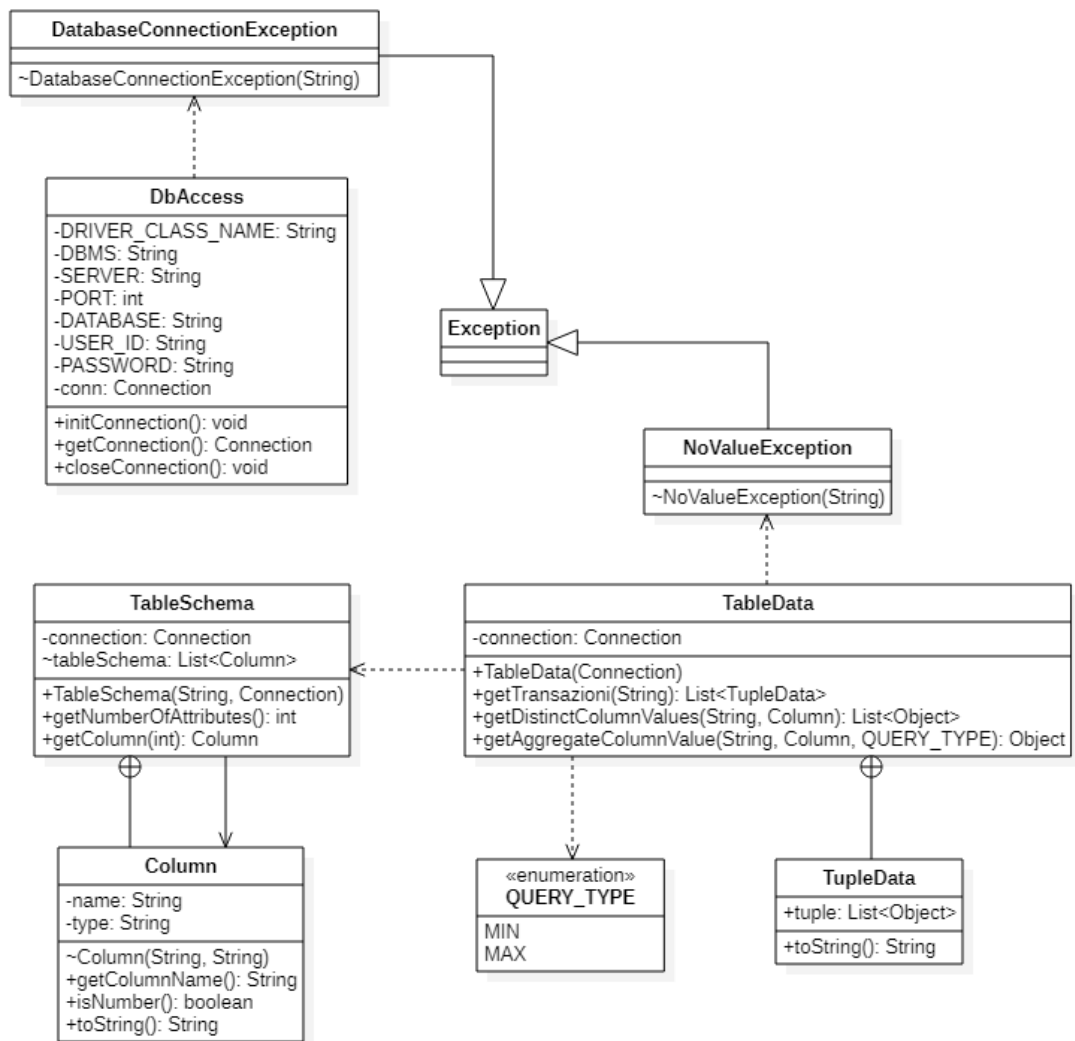 DatabaseConnectionException
~DatabaseConnectionException(String)
DbAccess
-DRIVER_CLASS_NAME: String
-DBMS: String
-SERVER: String
-PORT: int
-DATABASE: String
-USER_ID: String
-PASSWORD: String
-conn: Connection
+initConnection(): void
+getConnection(): Connection
+closeConnection(): void
Exception
NoValueException
~NoValueException(String)
TableSchema
-connection: Connection
~tableSchema: List<Column>
+TableSchema(String, Connection)
+getNumberOfAttributes(): int
+getColumn(int): Column
TableData
-connection: Connection
+TableData(Connection)
+getTransazioni(String): List<TupleData>
+getDistinctColumnValues(String, Column): List<Object>
+getAggregateColumnValue(String, Column, QUERY_TYPE): Object
Column
-name: String
-type: String
~Column(String, String)
+getColumnName(): String
+isNumber(): boolean
+toString(): String
«enumeration»
QUERY_TYPE
MIN
MAX
TupleData
+tuple: List<Object>
+toString(): String